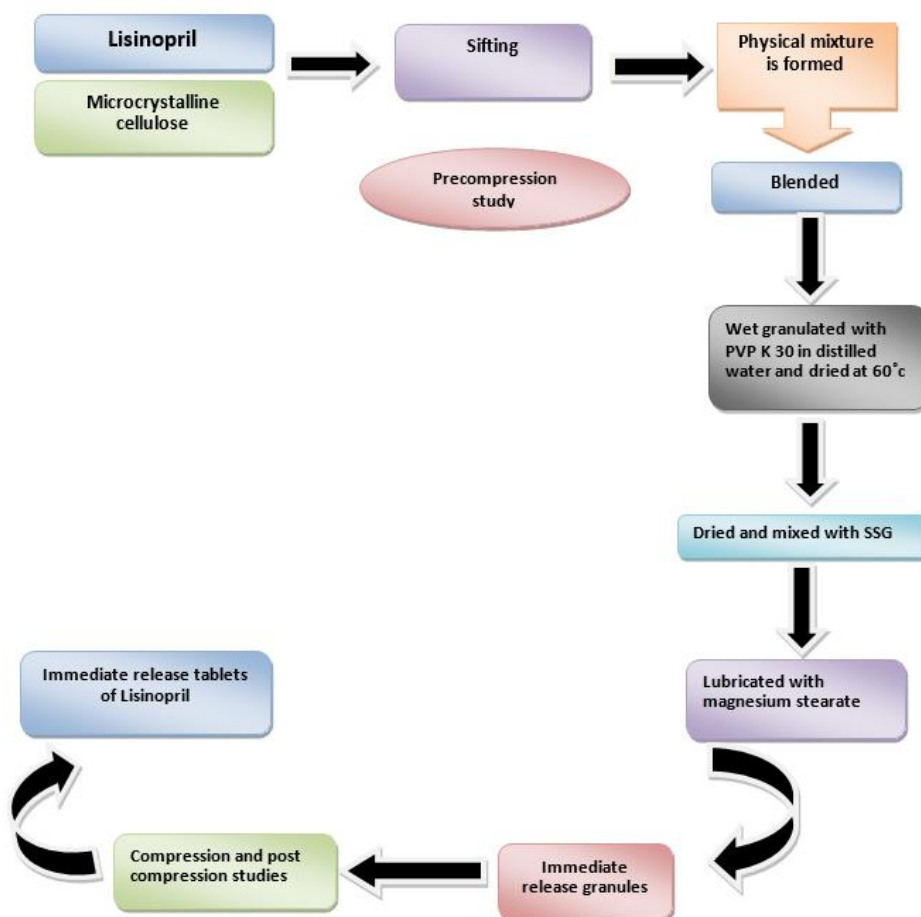 Lisinopril
Microcrystalline
cellulose
Sifting
Physical mixture
is formed
Precompression
study
Blended
Wet granulated with
PVP K 30 in distilled
water and dried at 60˚c
Dried and mixed with SSG
Lubricated with
magnesium stearate
Immediate
release granules
Compression and post
compression studies
Immediate release tablets
of Lisinopril